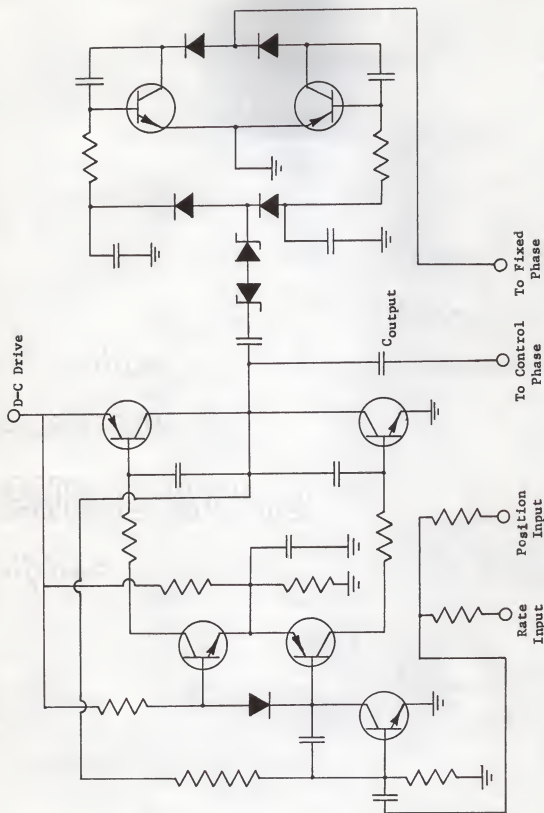 D-C Drive
C output
To Control
Phase
To Fixed
Phase
Rate
Input
Position
Input